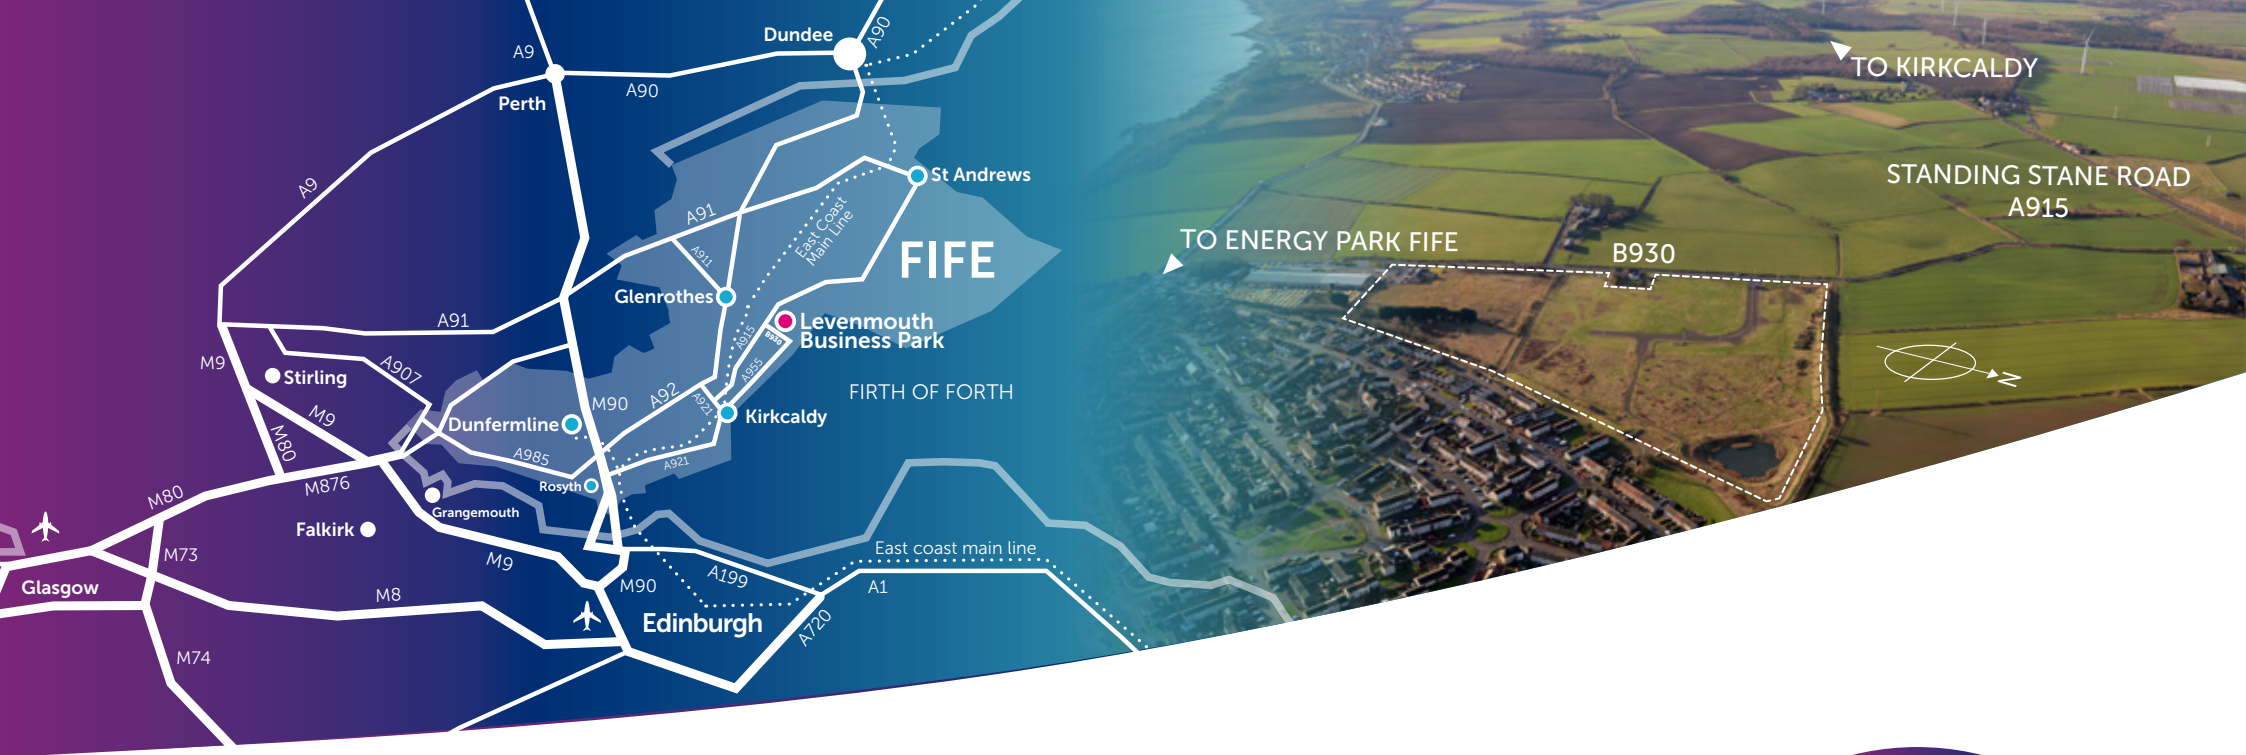 Dundee
A90
A9
Perth
A90
A9
St Andrews
A91
East Coast
Main Line
FIFE
A911
Glenrothes
A91
Levenmouth
Business Park
A915
B930
A955
M9
Stirling
A907
A92
A921
FIRTH OF FORTH
M90
M9
Dunfermline
Kirkcaldy
M80
A985
A921
M876
Rosyth
M80
Grangemouth
Falkirk
M73
M9
East coast main line
Glasgow
M90
A199
A1
M8
Edinburgh
A720
M74
TO KIRKCALDY
STANDING STANE ROAD
A915
TO ENERGY PARK FIFE
B930
N